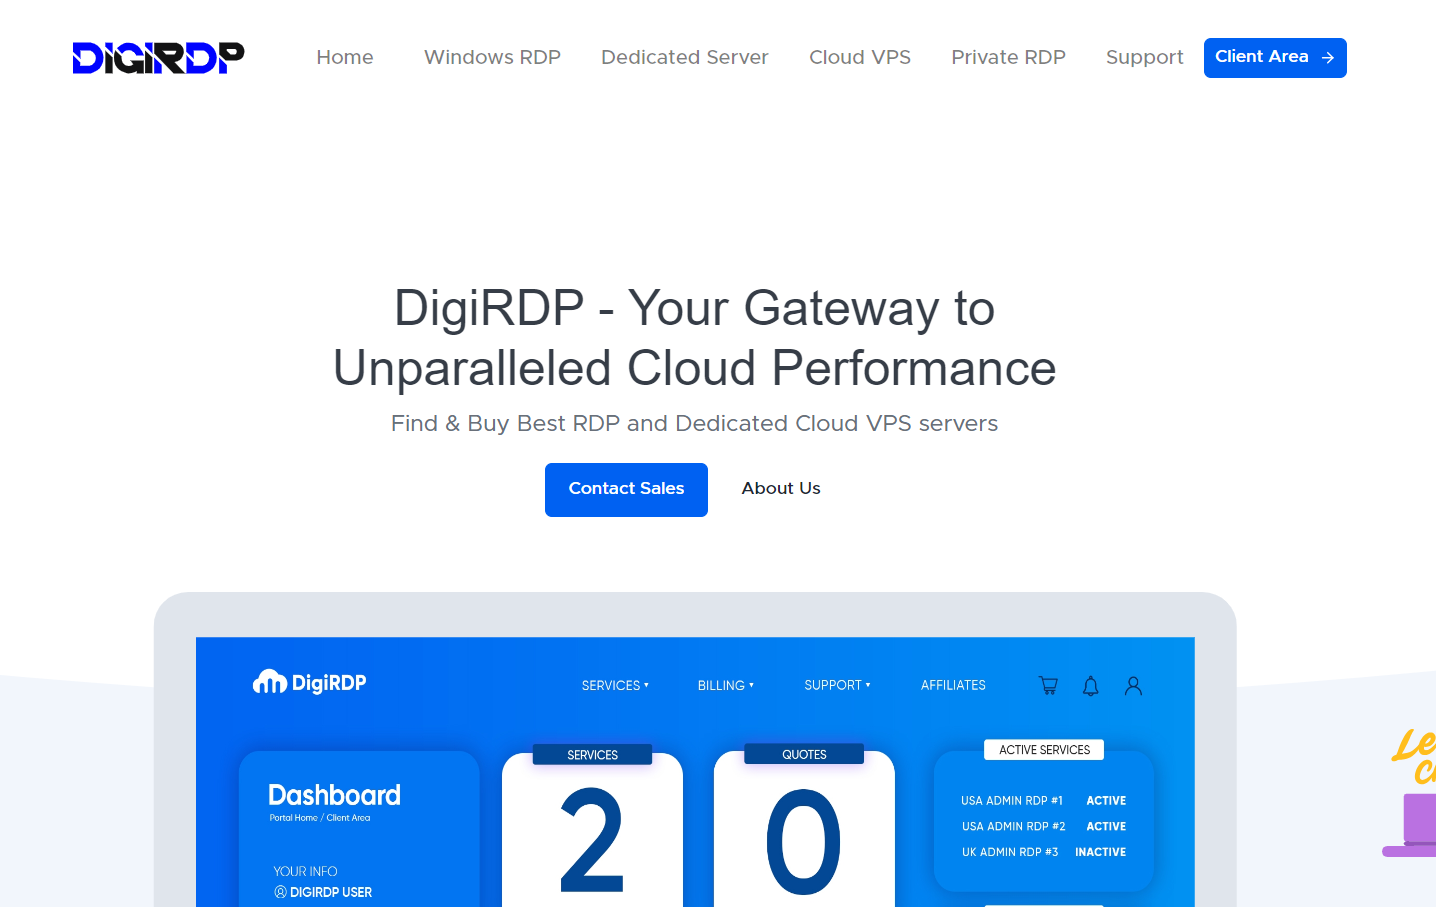 DIGIRDP
Home
Windows RDP
Dedicated Server
Cloud VPS
Private RDP
Support
Client Area
DigiRDP - Your Gateway to
Unparalleled Cloud Performance
Find & Buy Best RDP and Dedicated Cloud VPS servers
Contact Sales
About Us
DigiRDP
SERVICES
BILLING
SUPPORT
AFFILIATES
Dashboard
Portal Home / Client Area
YOUR INFO
DIGIRDP USER
SERVICES
2
QUOTES
0
ACTIVE SERVICES
USA ADMIN RDP #1 ACTIVE
USA ADMIN RDP #2 ACTIVE
UK ADMIN RDP #3 INACTIVE